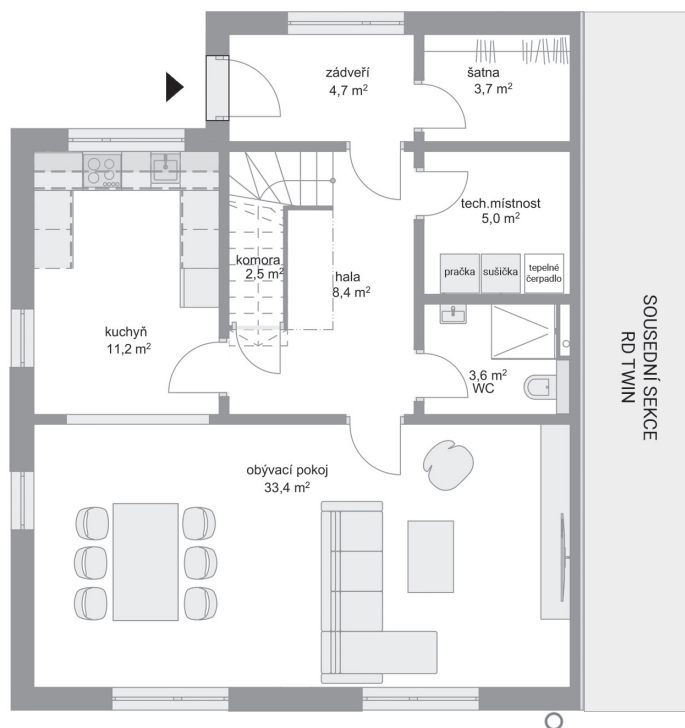 zádveří
4,7 m²
šatna
3,7 m²
tech.místnost
5,0 m²
pračka
sušička
tepelné
čerpadlo
komora
2,5 m²
hala
8,4 m²
kuchyň
11,2 m²
3,6 m²
WC
obývací pokoj
33,4 m²
SOUSEDNÍ SEKCE
RD TWIN